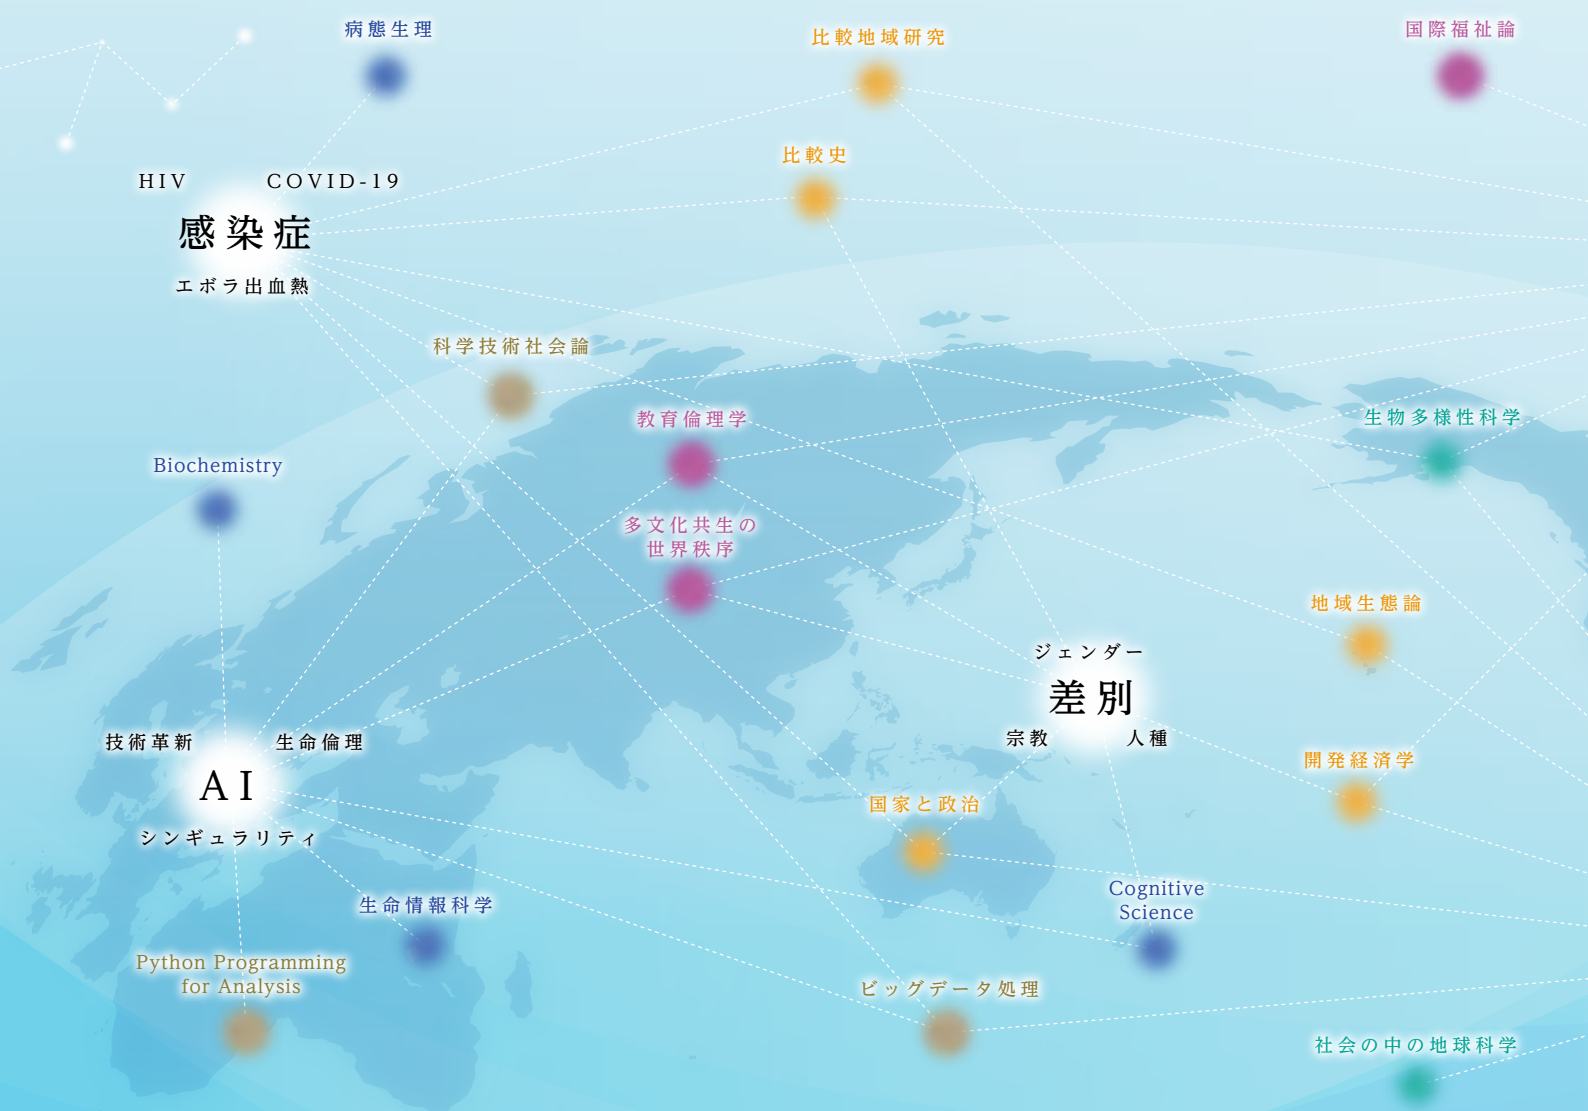 病態生理
比較地域研究
国際福祉論
比較史
HIV
COVID-19
感染症
エボラ出血熱
科学技術社会論
教育倫理学
生物多様性科学
Biochemistry
多文化共生の
世界秩序
地域生態論
ジェンダー
差別
宗教
人種
技術革新
生命倫理
AI
シンギュラリティ
開発経済学
国家と政治
生命情報科学
Cognitive
Science
Python Programming
for Analysis
ビッグデータ処理
社会の中の地球科学